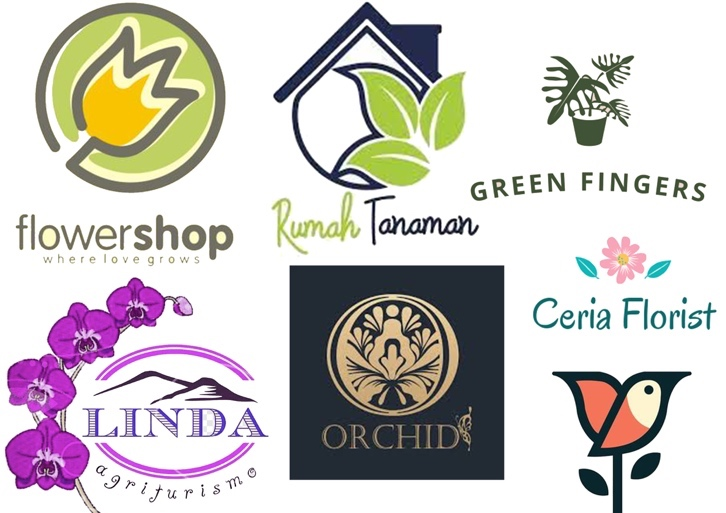 flowershop
where love grows
Rumah Tanaman
GREEN FINGERS
Ceria Florist
LINDA
agriturismo
ORCHID